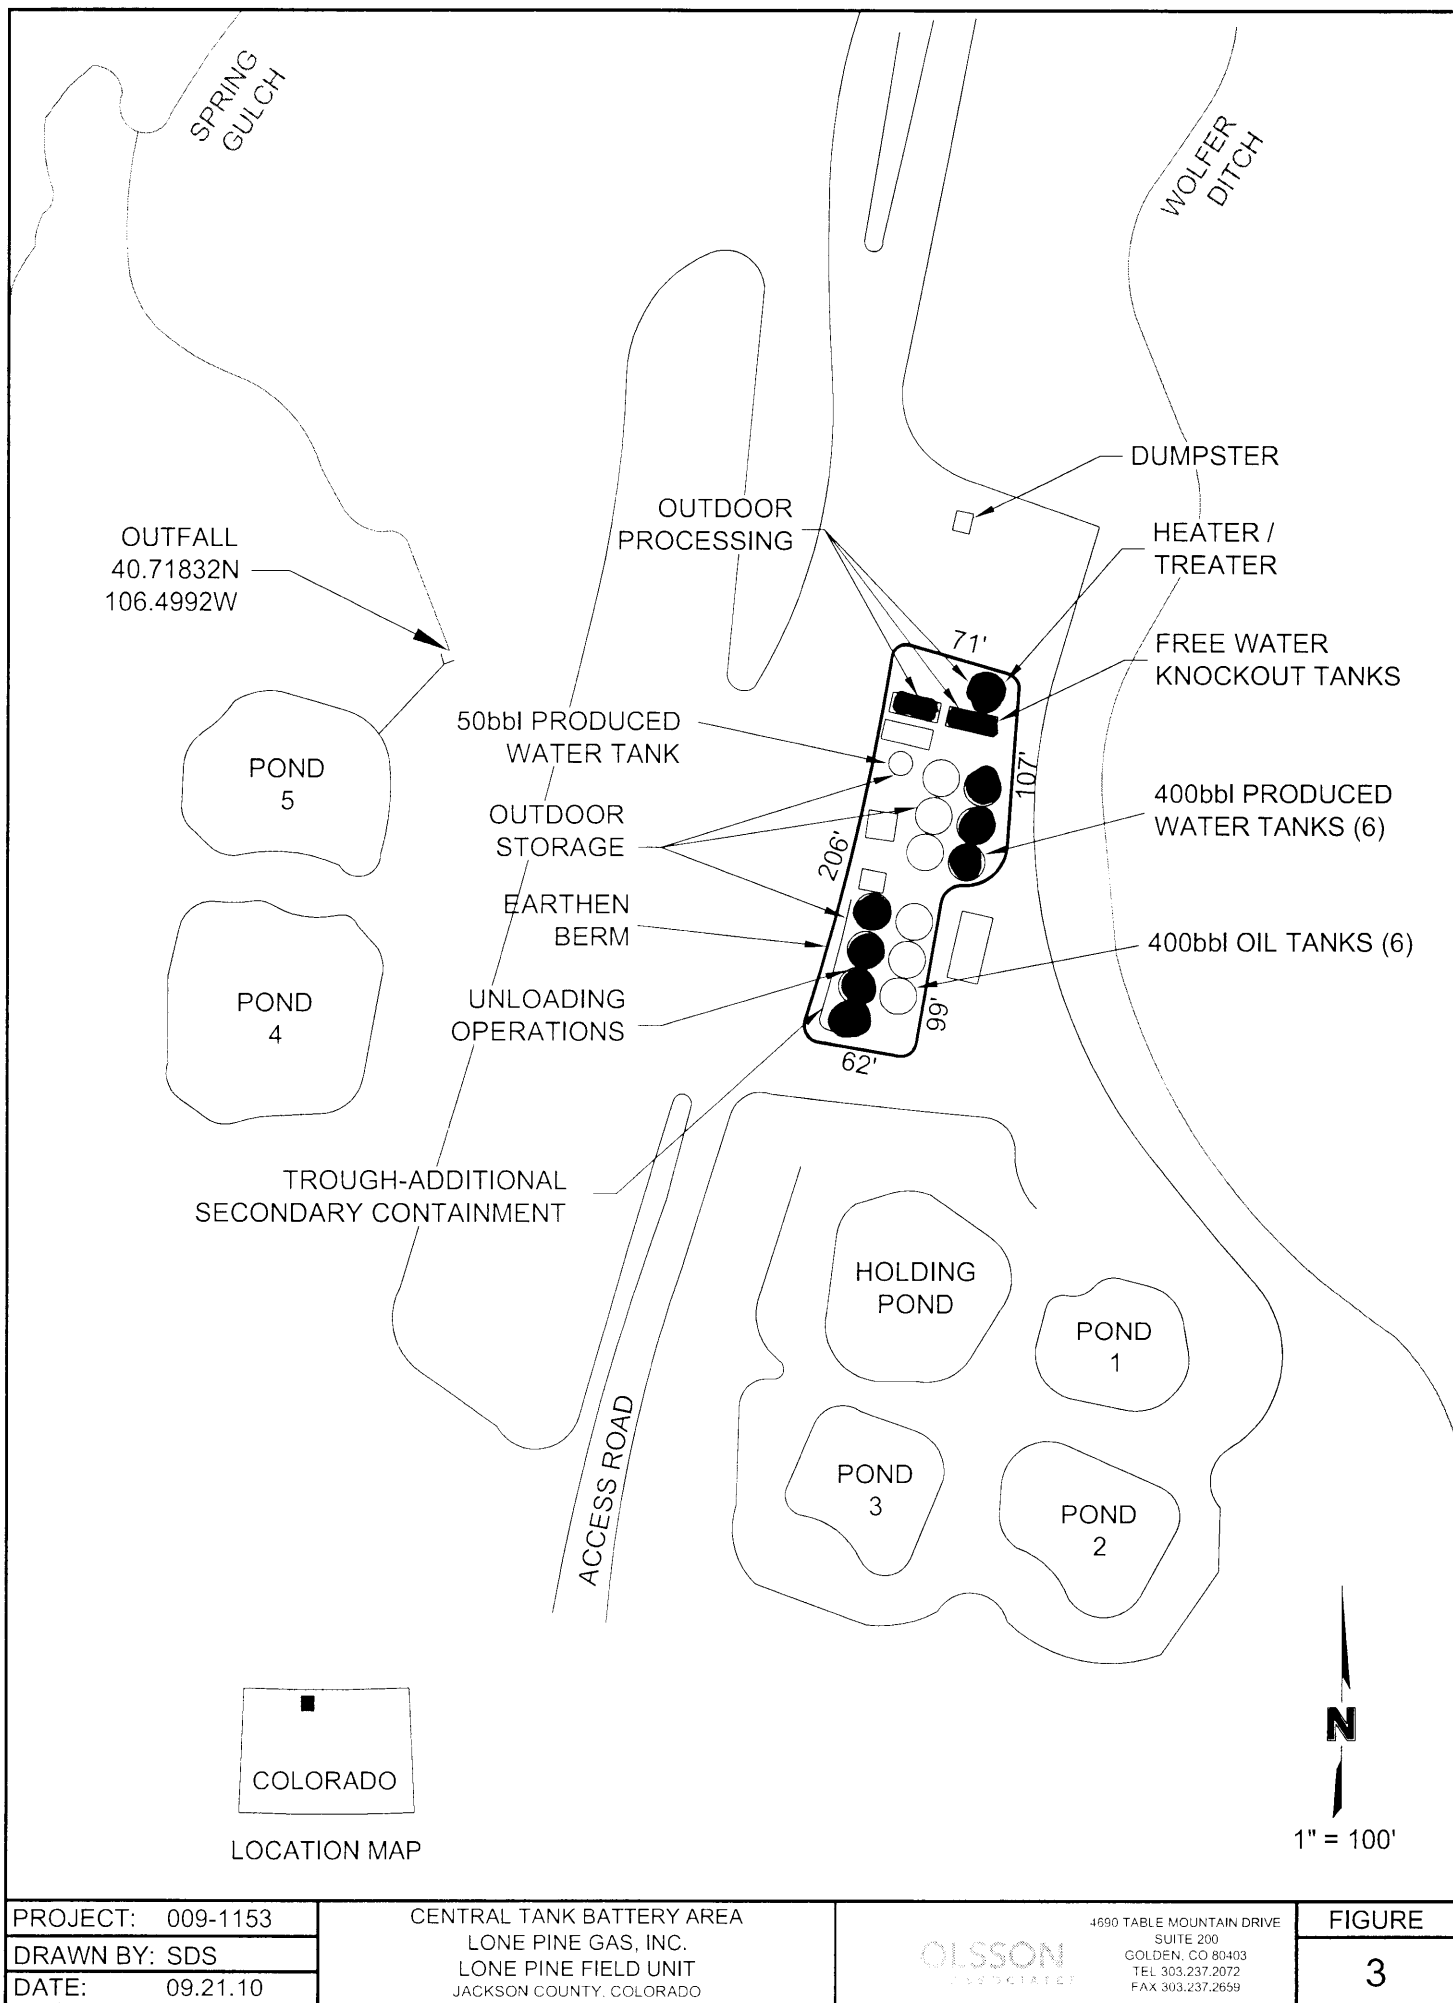 SPRING
GULCH
WOLFER
DITCH
DUMPSTER
OUTDOOR
PROCESSING
HEATER /
TREATER
OUTFALL
40.71832N
106.4992W
71'
FREE WATER
KNOCKOUT TANKS
50bbl PRODUCED
WATER TANK
POND
5
107'
400bbl PRODUCED
WATER TANKS (6)
OUTDOOR
STORAGE
206'
EARTHEN
BERM
400bbl OIL TANKS (6)
POND
4
UNLOADING
OPERATIONS
99'
62'
TROUGH-ADDITIONAL
SECONDARY CONTAINMENT
HOLDING
POND
POND
1
ACCESS ROAD
POND
3
POND
2
N
1" = 100'
COLORADO
LOCATION MAP
PROJECT: 009-1153
DRAWN BY: SDS
DATE: 09.21.10
CENTRAL TANK BATTERY AREA
LONE PINE GAS, INC.
LONE PINE FIELD UNIT
JACKSON COUNTY, COLORADO
OLSSON
ASSOCIATES
4690 TABLE MOUNTAIN DRIVE
SUITE 200
GOLDEN, CO 80403
TEL 303.237.2072
FAX 303.237.2659
FIGURE
3